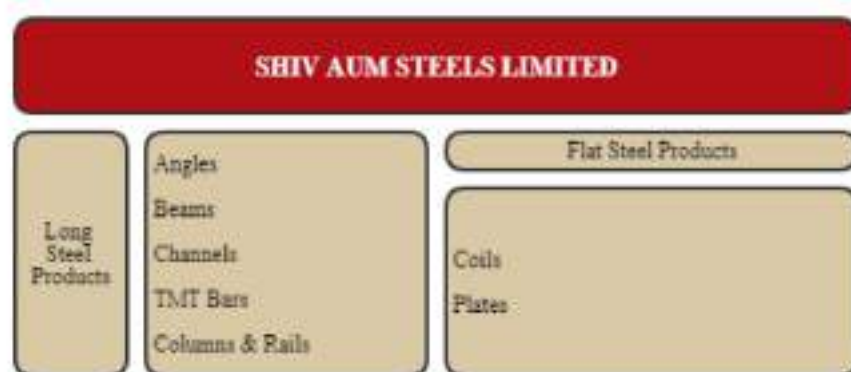 SHIV AUM STEELS LIMITED
Long
Steel
Products
Angles
Beams
Channels
TMT Bars
Columns & Rails
Flat Steel Products
Coils
Plates